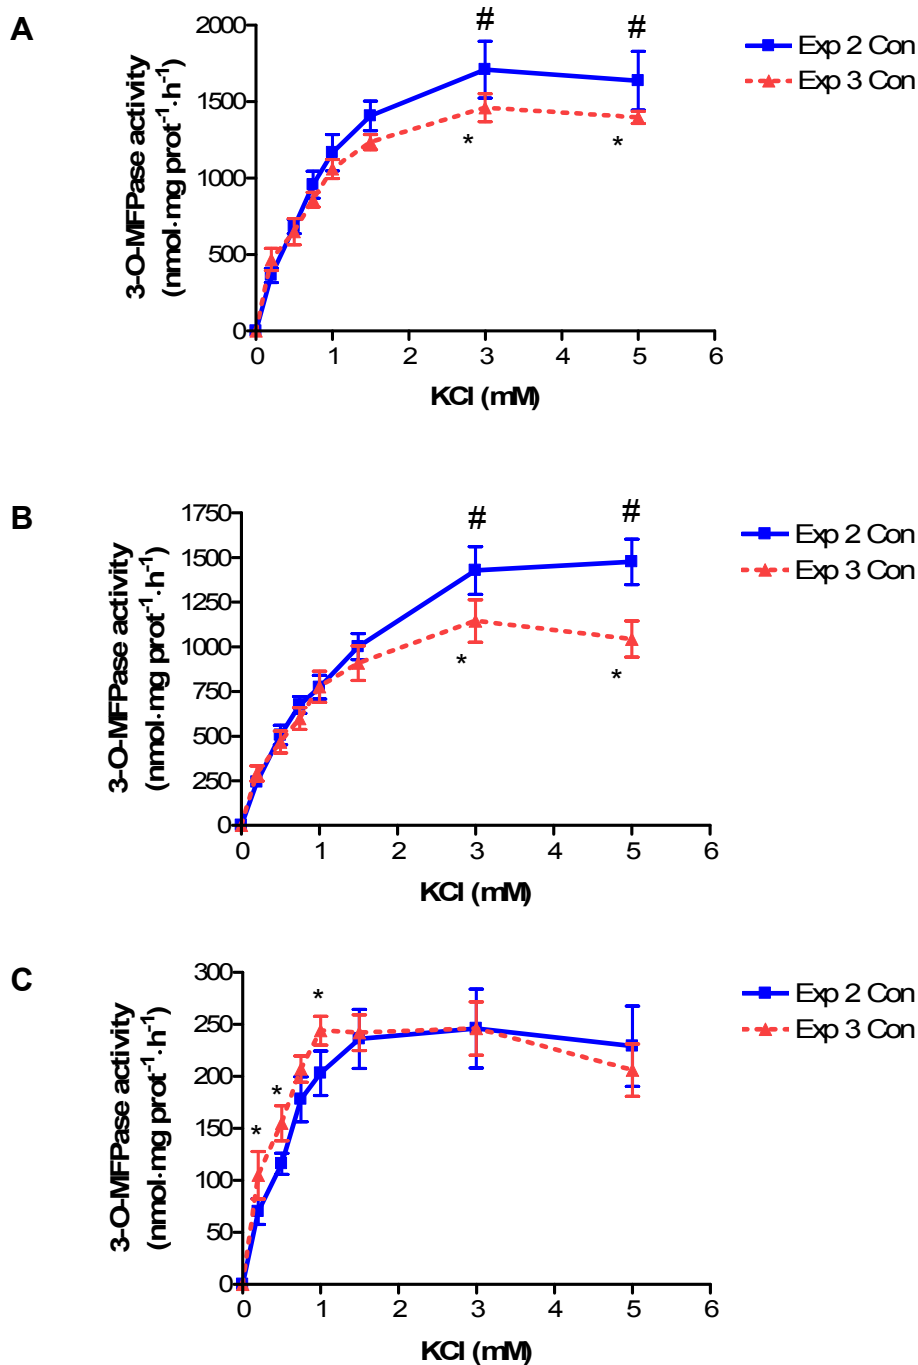 A
#
#
2000
1500
1000
500
0
3-O-MFPase activity
(nmol·mg prot⁻¹·h⁻¹)
*
*
0 1 2 3 4 5 6
KCl (mM)
Exp 2 Con
Exp 3 Con
B
#
#
1750
1500
1250
1000
750
500
250
0
3-O-MFPase activity
(nmol·mg prot⁻¹·h⁻¹)
*
*
0 1 2 3 4 5 6
KCl (mM)
Exp 2 Con
Exp 3 Con
C
300
250
200
150
100
50
0
3-O-MFPase activity
(nmol·mg prot⁻¹·h⁻¹)
*
*
*
0 1 2 3 4 5 6
KCl (mM)
Exp 2 Con
Exp 3 Con